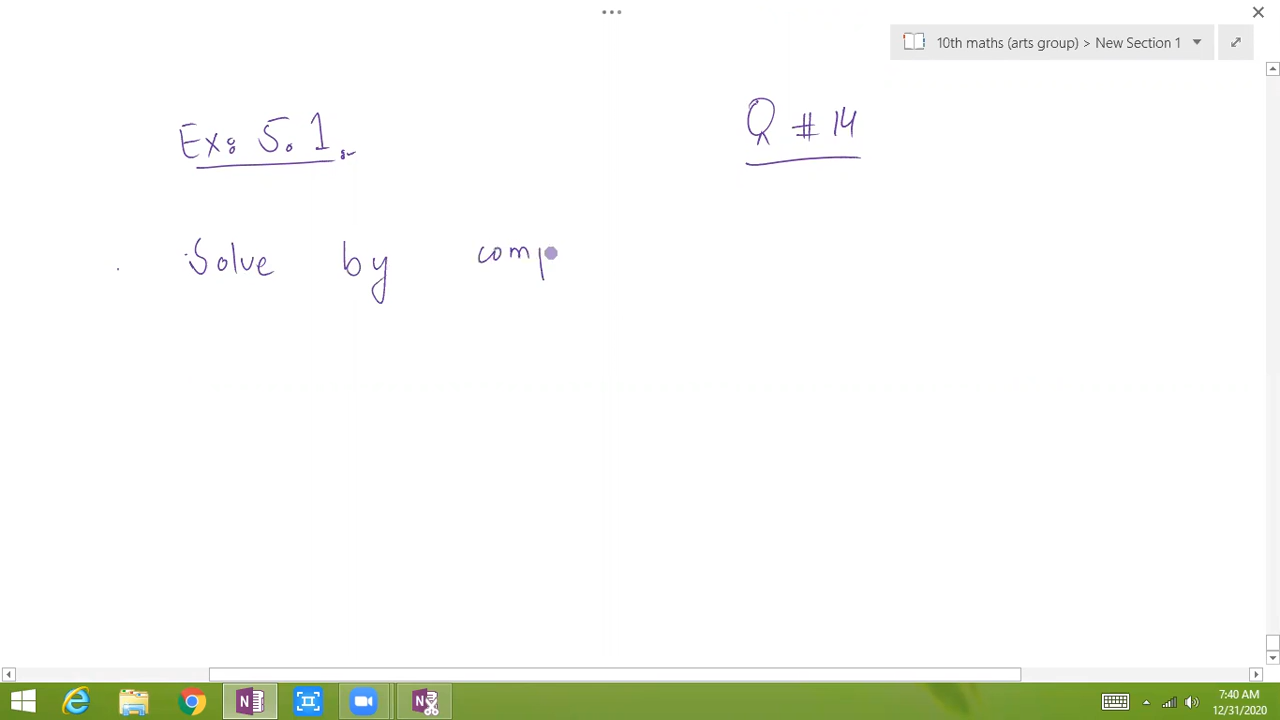 10th maths (arts group) > New Section 1
Ex: 5.1.
Q # 14
Solve by comp
7:40 AM
12/31/2020